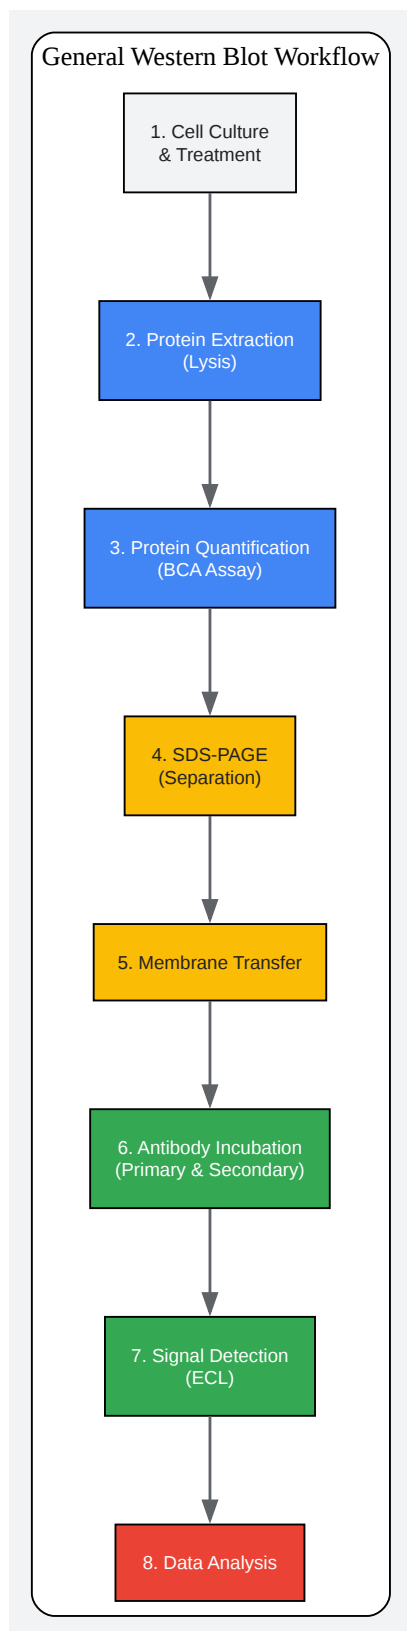 General Western Blot Workflow
1. Cell Culture
& Treatment
2. Protein Extraction
(Lysis)
3. Protein Quantification
(BCA Assay)
4. SDS-PAGE
(Separation)
5. Membrane Transfer
6. Antibody Incubation
(Primary & Secondary)
7. Signal Detection
(ECL)
8. Data Analysis